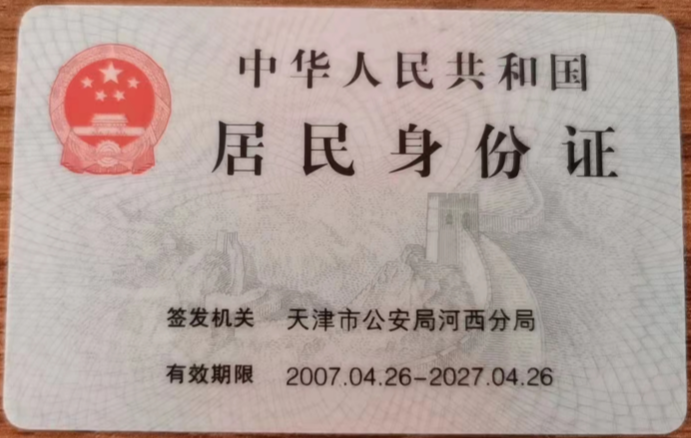 中华人民共和国
居民身份证
签发机关 天津市公安局河西分局
有效期限 2007.04.26-2027.04.26